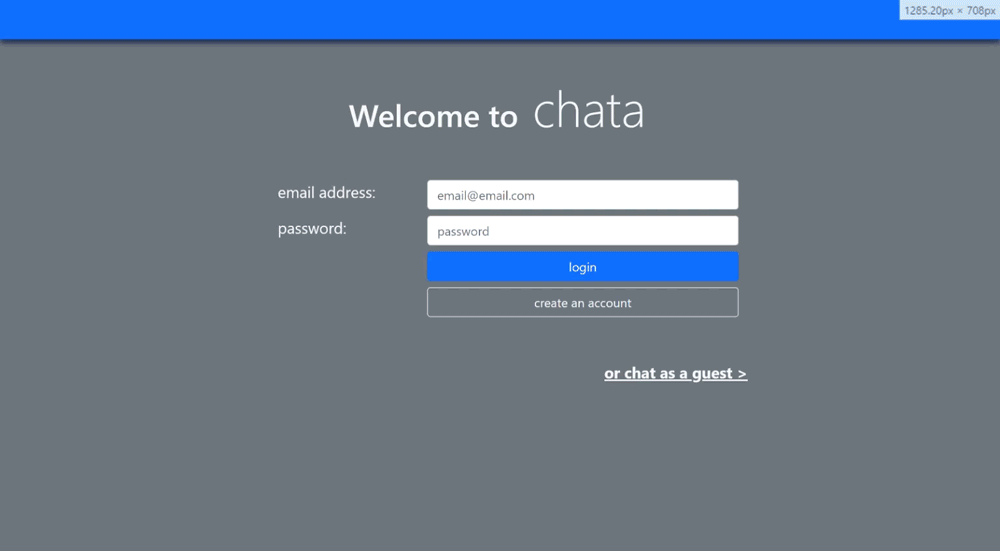 1285.20px × 708px
Welcome to chata
email address:
email@email.com
password:
password
login
create an account
or chat as a guest >